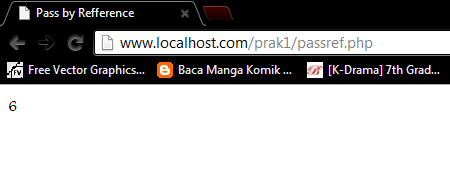 Pass by Refference
www.localhost.com/prak1/passref.php
Free Vector Graphics... Baca Manga Komik ... [K-Drama] 7th Grad...
6